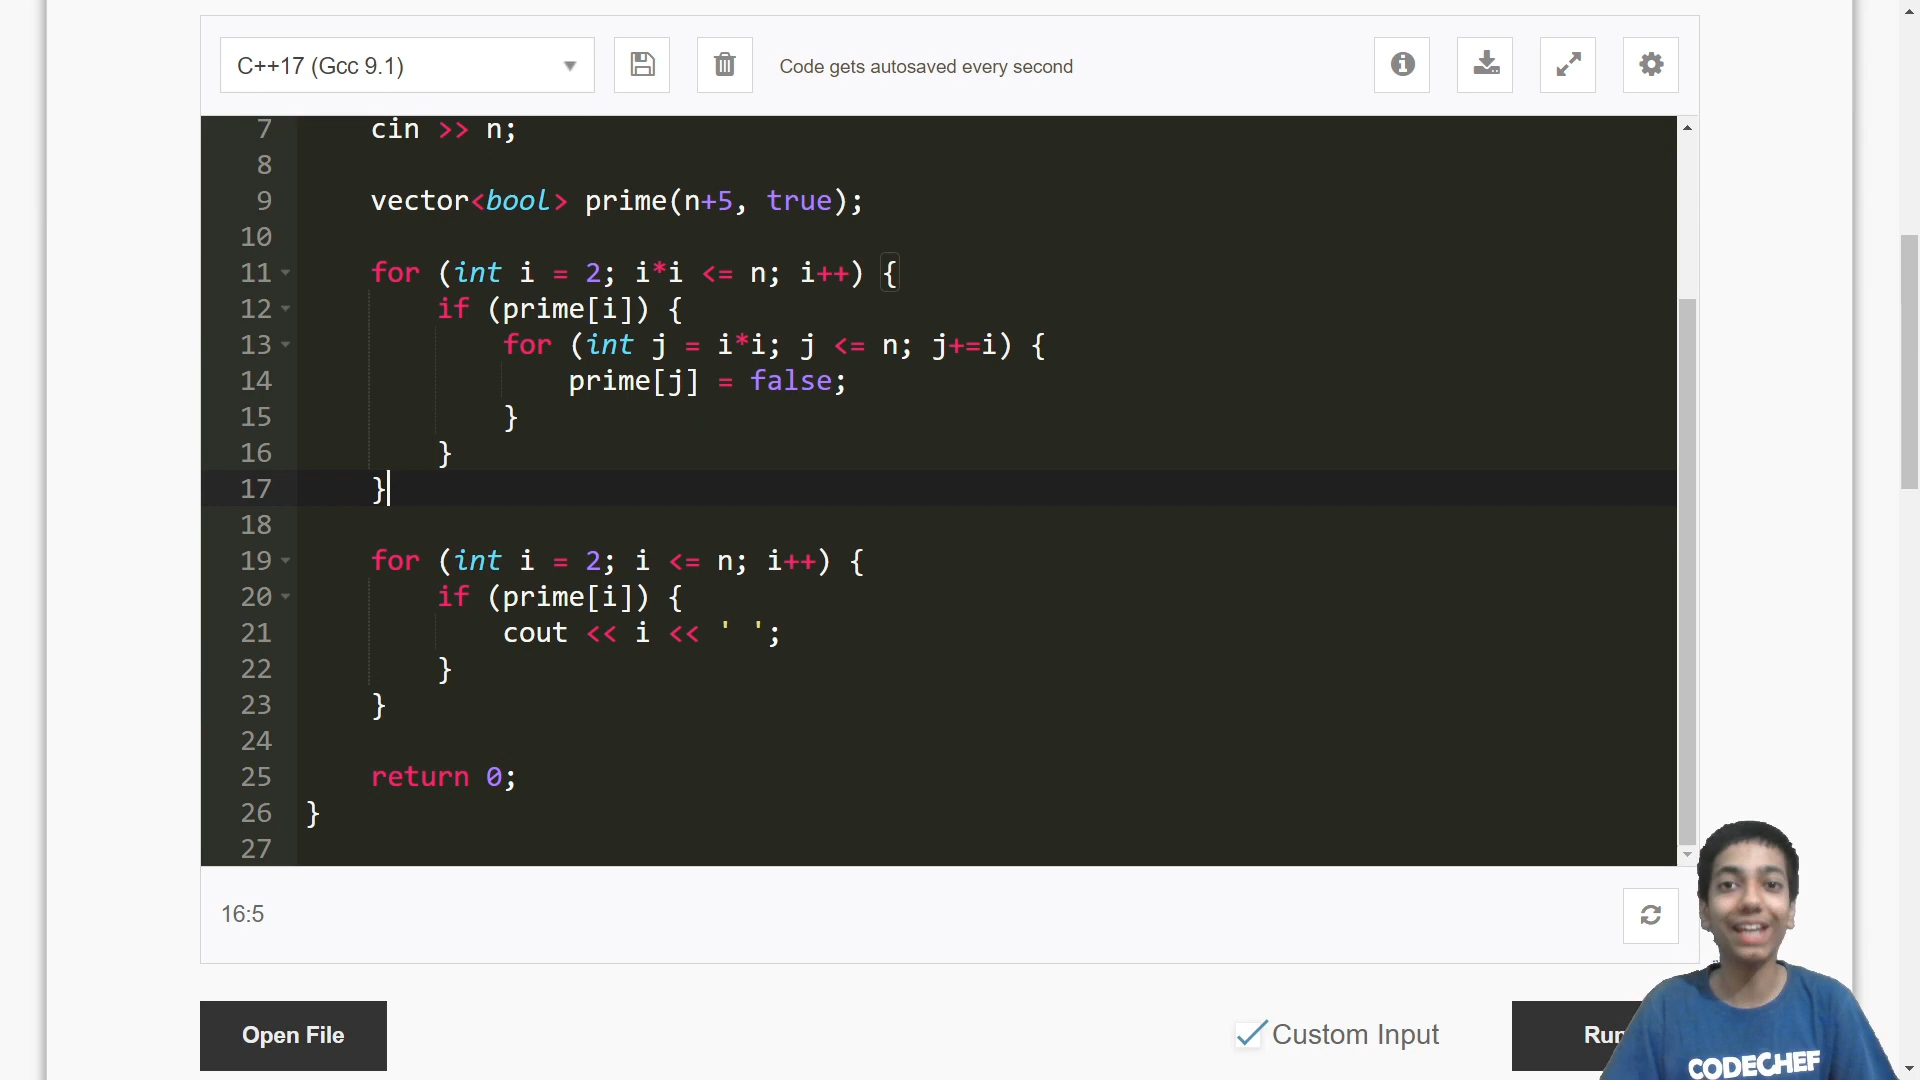 C++17 (Gcc 9.1)
Code gets autosaved every second
7 cin >> n;
8
9 vector<bool> prime(n+5, true);
10
11 for (int i = 2; i*i <= n; i++) {
12 if (prime[i]) {
13 for (int j = i*i; j <= n; j+=i) {
14 prime[j] = false;
15 }
16 }
17 }
18
19 for (int i = 2; i <= n; i++) {
20 if (prime[i]) {
21 cout << i << ' ';
22 }
23 }
24
25 return 0;
26 }
27
16:5
Open File
Custom Input
Run
CODECHEF